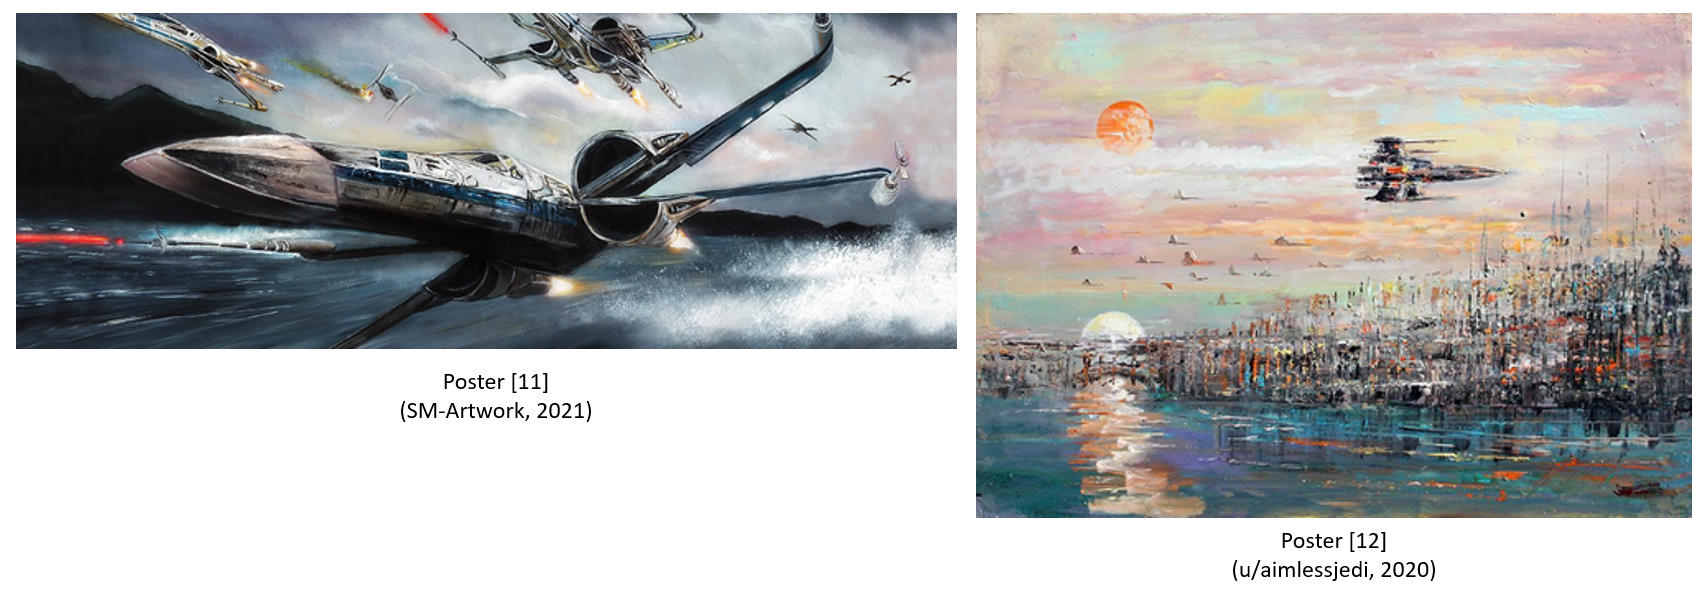 Poster [11]
(SM-Artwork, 2021)
Poster [12]
(u/aimlessjedi, 2020)